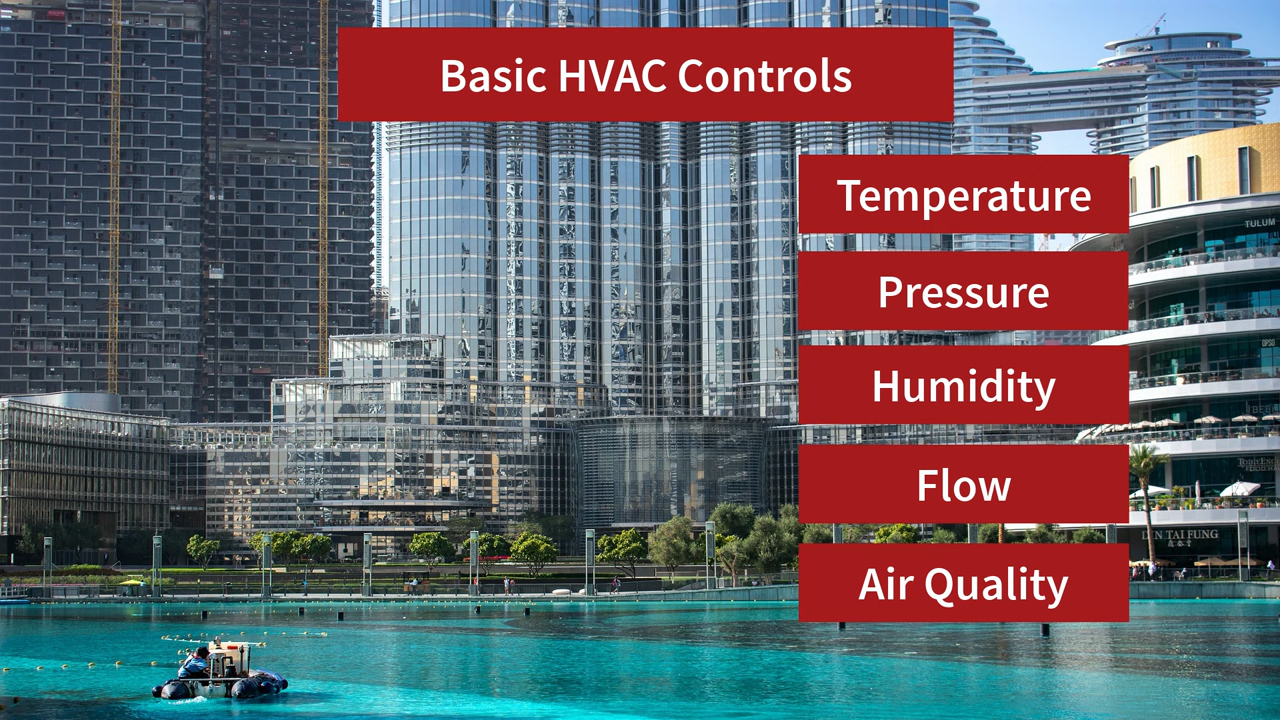 Basic HVAC Controls
Temperature
TULUM
Pressure
Humidity
Flow
DIN TAI FUNG
Air Quality